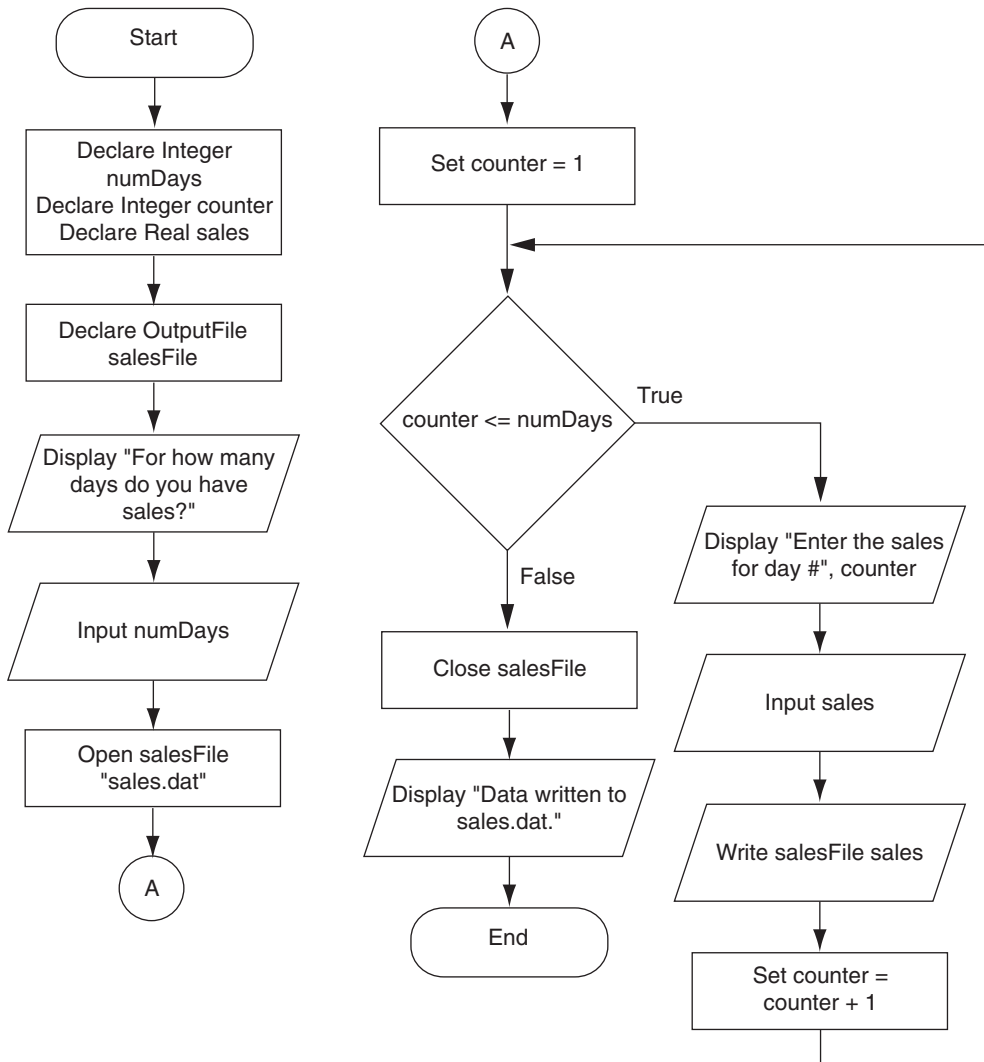 Start
Declare Integer
numDays
Declare Integer counter
Declare Real sales
Declare OutputFile
salesFile
Display "For how many
days do you have
sales?"
Input numDays
Open salesFile
"sales.dat"
A
A
Set counter = 1
counter <= numDays
True
False
Close salesFile
Display "Data written to
sales.dat."
End
Display "Enter the sales
for day #", counter
Input sales
Write salesFile sales
Set counter =
counter + 1